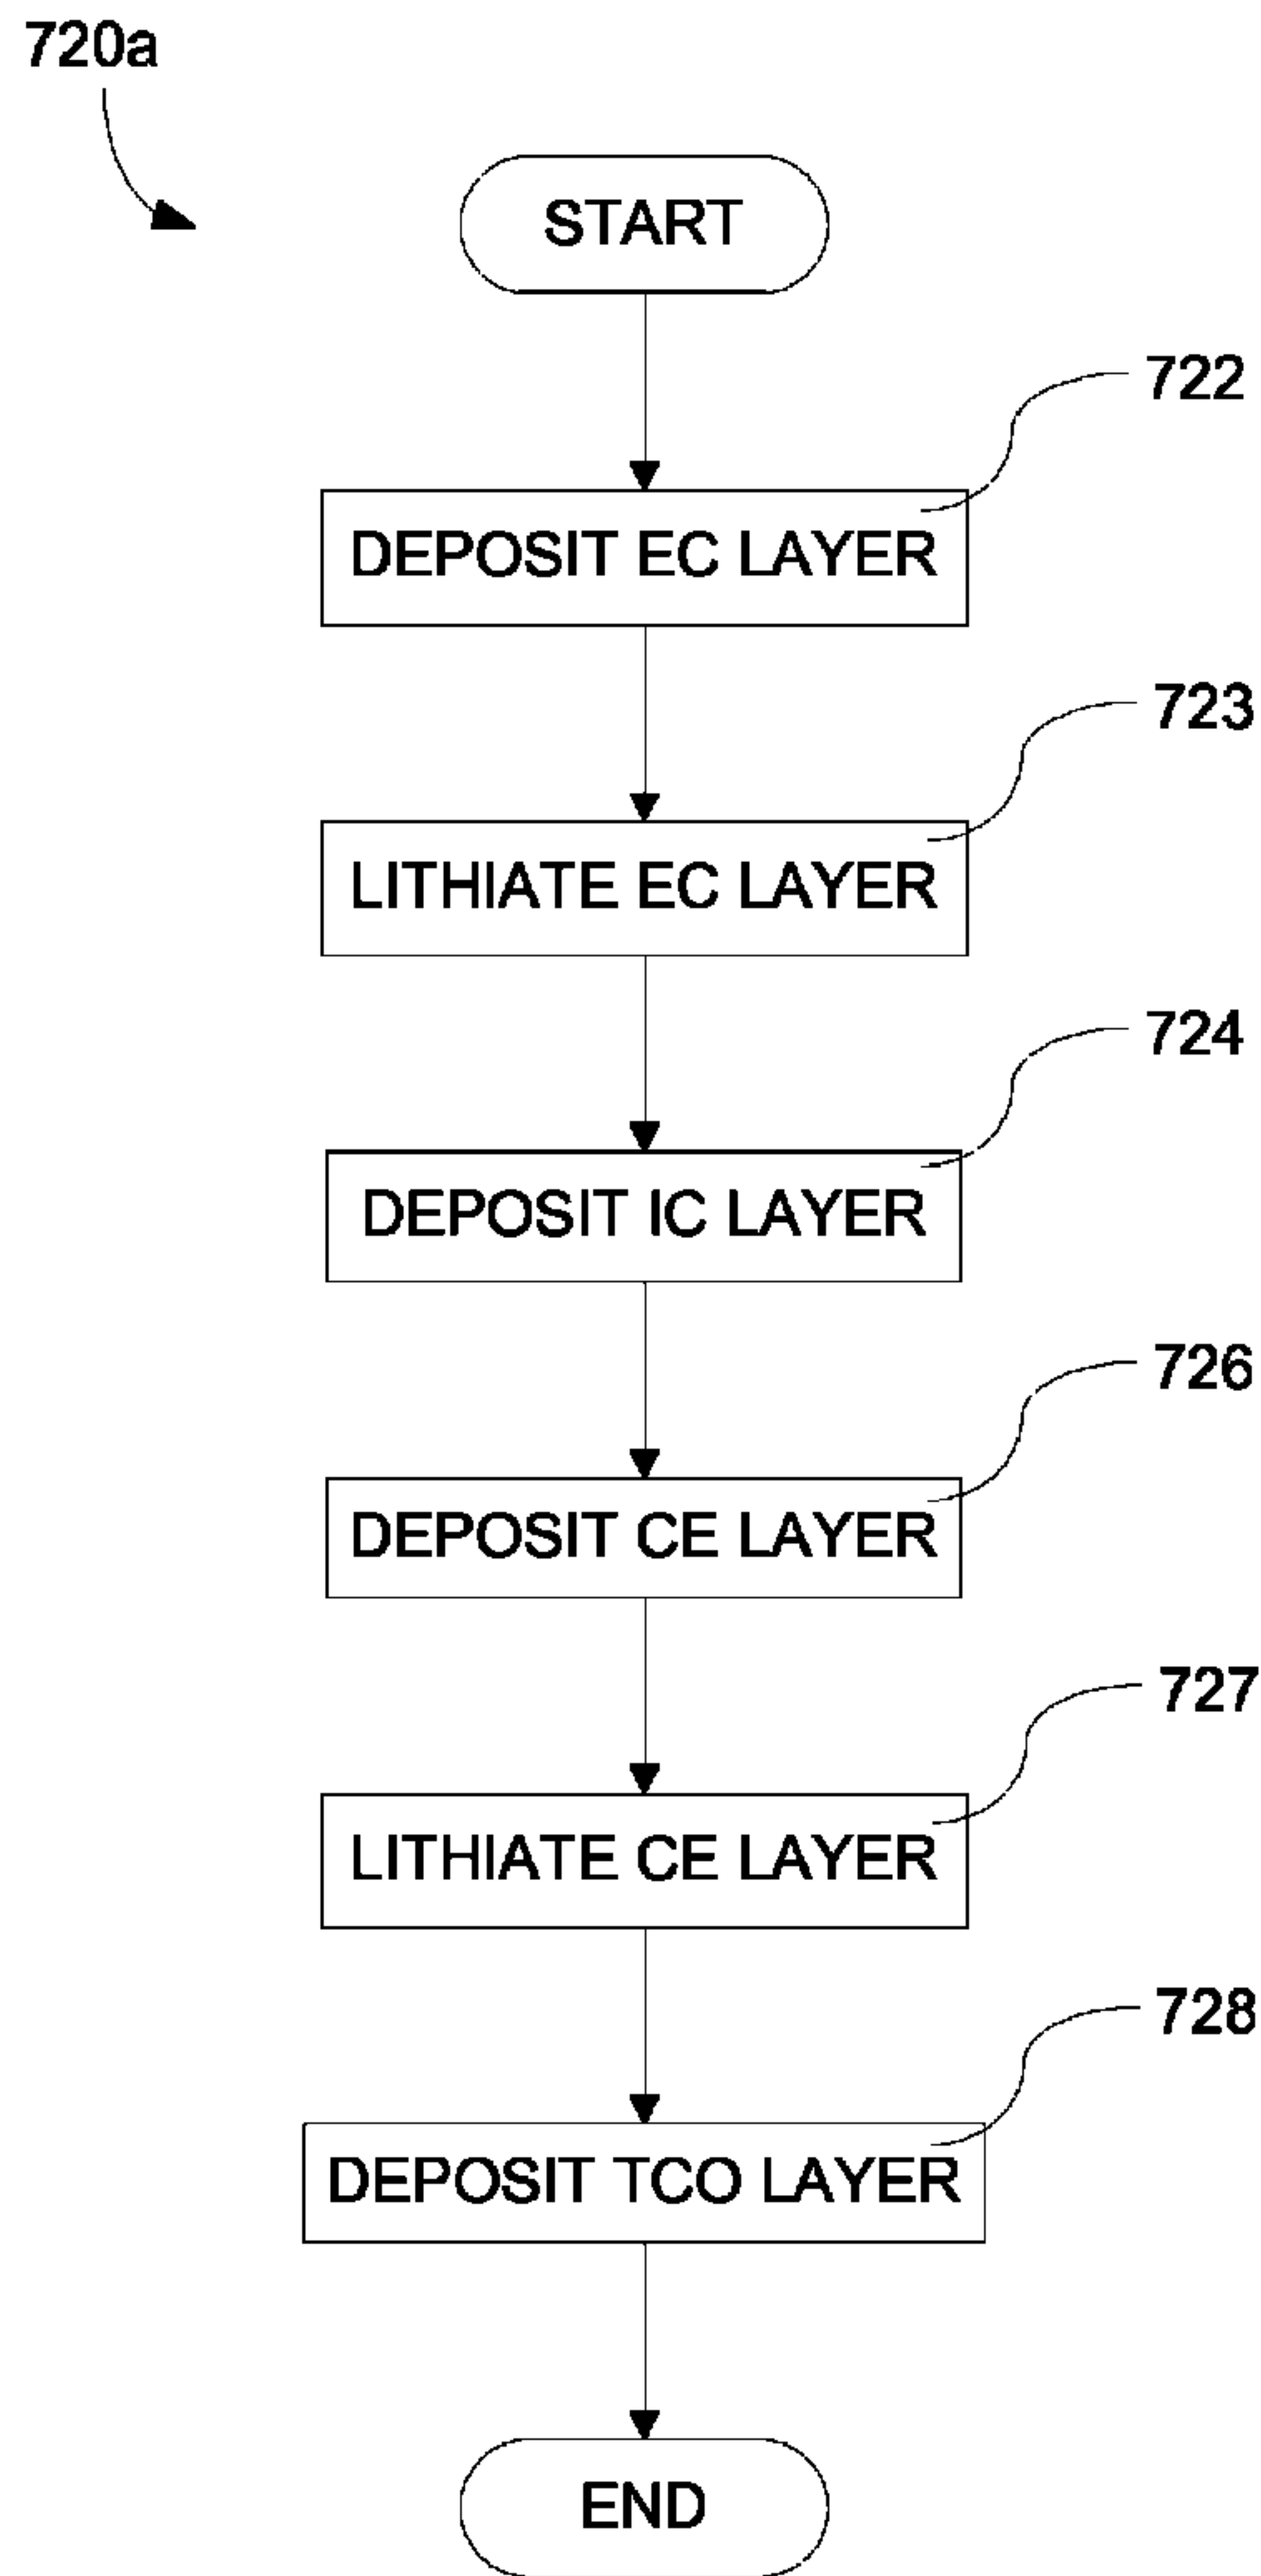 720a
START
722
DEPOSIT EC LAYER
723
LITHIATE EC LAYER
724
DEPOSIT IC LAYER
726
DEPOSIT CE LAYER
727
LITHIATE CE LAYER
728
DEPOSIT TCO LAYER
END